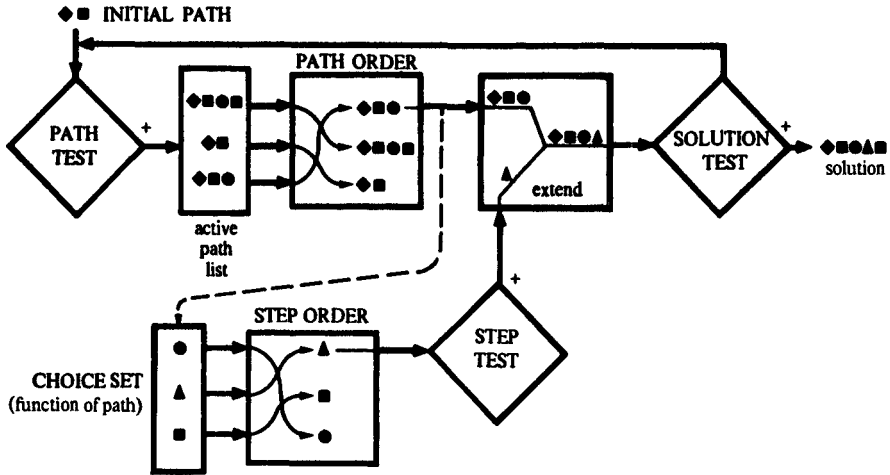 INITIAL PATH
PATH ORDER
PATH
TEST
+
active
path
list
extend
SOLUTION
TEST
+
solution
STEP ORDER
+
STEP
TEST
CHOICE SET
(function of path)